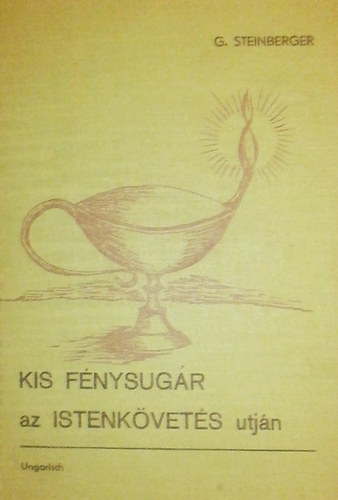 G. STEINBERGER
KIS FÉNYSUGÁR
az ISTENKÖVETÉS utján
Ungarisch